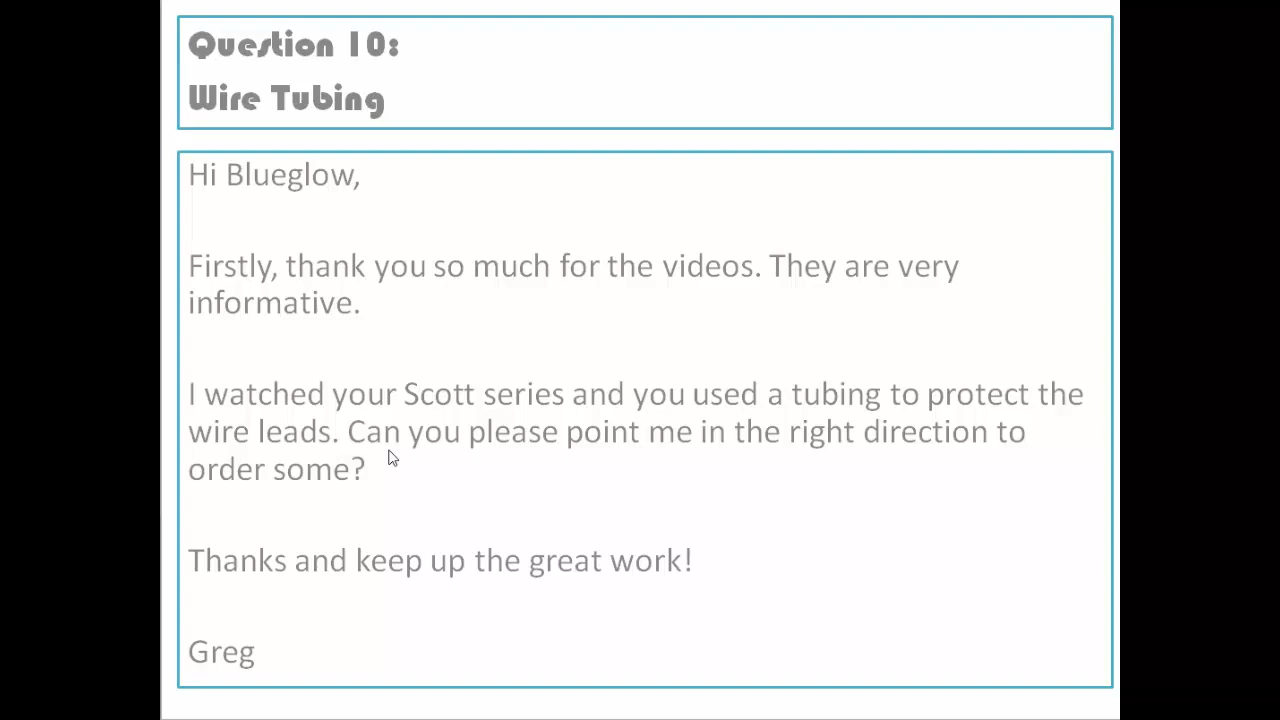 Question 10:
Wire Tubing
Hi Blueglow,
Firstly, thank you so much for the videos. They are very
informative.
I watched your Scott series and you used a tubing to protect the
wire leads. Can you please point me in the right direction to
order some?
Thanks and keep up the great work!
Greg